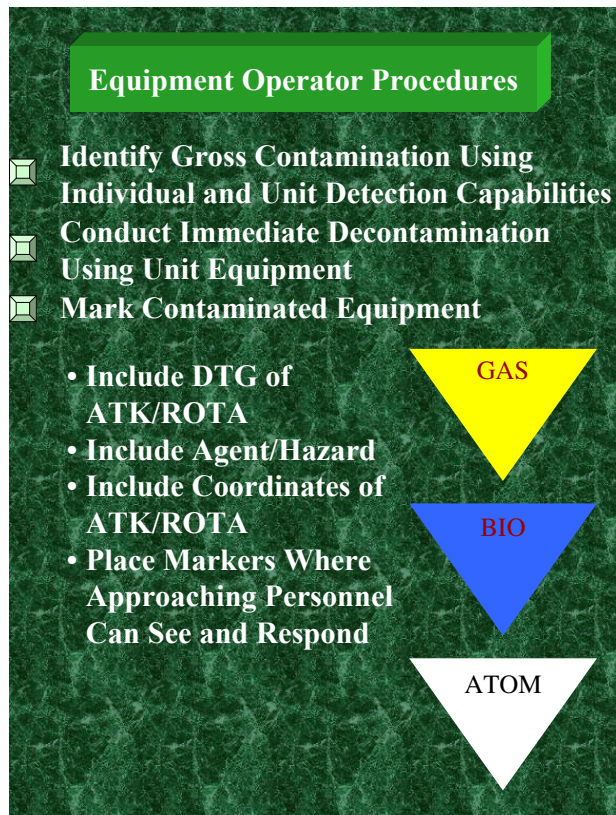 Equipment Operator Procedures
Identify Gross Contamination Using
Individual and Unit Detection Capabilities
Conduct Immediate Decontamination
Using Unit Equipment
Mark Contaminated Equipment
• Include DTG of
ATK/ROTA
• Include Agent/Hazard
• Include Coordinates of
ATK/ROTA
• Place Markers Where
Approaching Personnel
Can See and Respond
GAS
BIO
ATOM